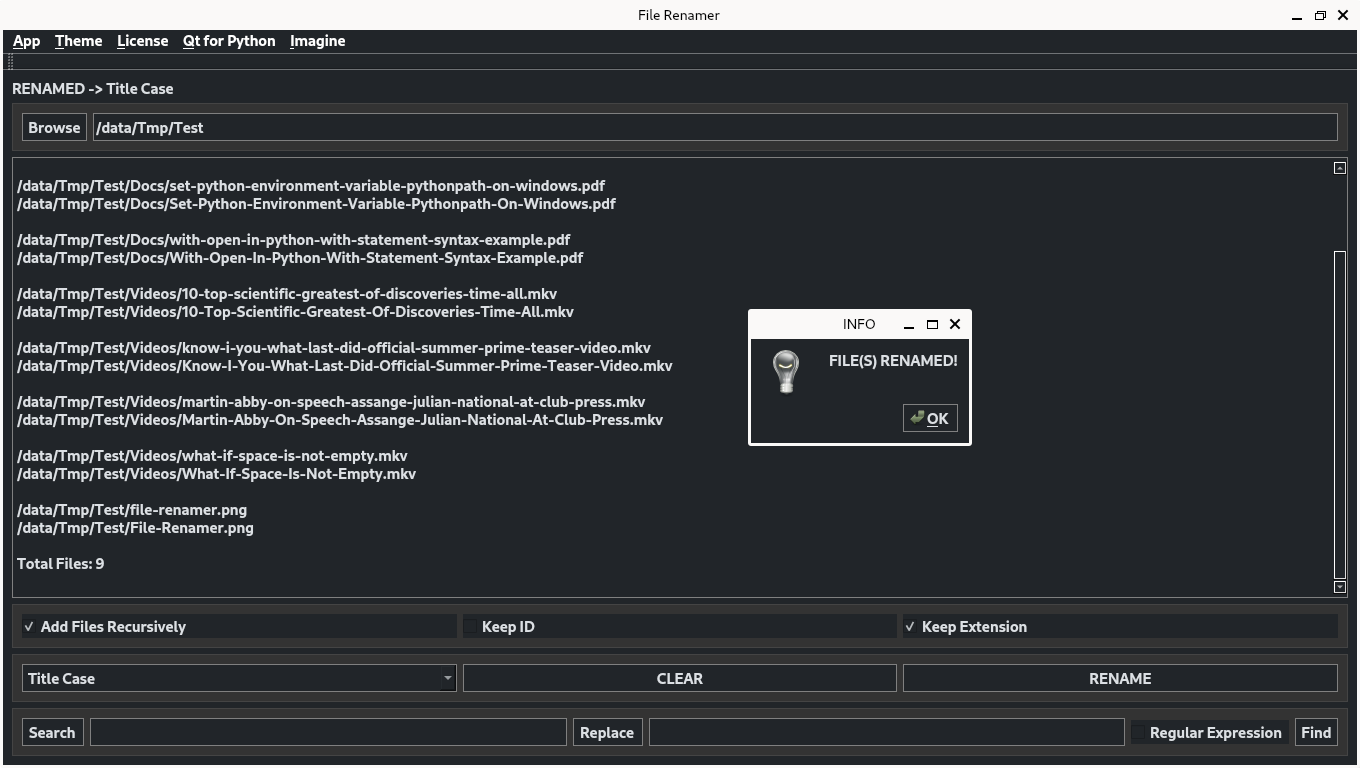 File Renamer
App Theme License Qt for Python Imagine
RENAMED -> Title Case
Browse /data/Tmp/Test
/data/Tmp/Test/Docs/set-python-environment-variable-pythonpath-on-windows.pdf
/data/Tmp/Test/Docs/Set-Python-Environment-Variable-Pythonpath-On-Windows.pdf
/data/Tmp/Test/Docs/with-open-in-python-with-statement-syntax-example.pdf
/data/Tmp/Test/Docs/With-Open-In-Python-With-Statement-Syntax-Example.pdf
/data/Tmp/Test/Videos/10-top-scientific-greatest-of-discoveries-time-all.mkv
/data/Tmp/Test/Videos/10-Top-Scientific-Greatest-Of-Discoveries-Time-All.mkv
/data/Tmp/Test/Videos/know-i-you-what-last-did-official-summer-prime-teaser-video.mkv
/data/Tmp/Test/Videos/Know-I-You-What-Last-Did-Official-Summer-Prime-Teaser-Video.mkv
/data/Tmp/Test/Videos/martin-abby-on-speech-assange-julian-national-at-club-press.mkv
/data/Tmp/Test/Videos/Martin-Abby-On-Speech-Assange-Julian-National-At-Club-Press.mkv
/data/Tmp/Test/Videos/what-if-space-is-not-empty.mkv
/data/Tmp/Test/Videos/What-If-Space-Is-Not-Empty.mkv
/data/Tmp/Test/file-renamer.png
/data/Tmp/Test/File-Renamer.png
Total Files: 9
INFO
FILE(S) RENAMED!
OK
Add Files Recursively Keep ID Keep Extension
Title Case CLEAR RENAME
Search Replace Regular Expression Find